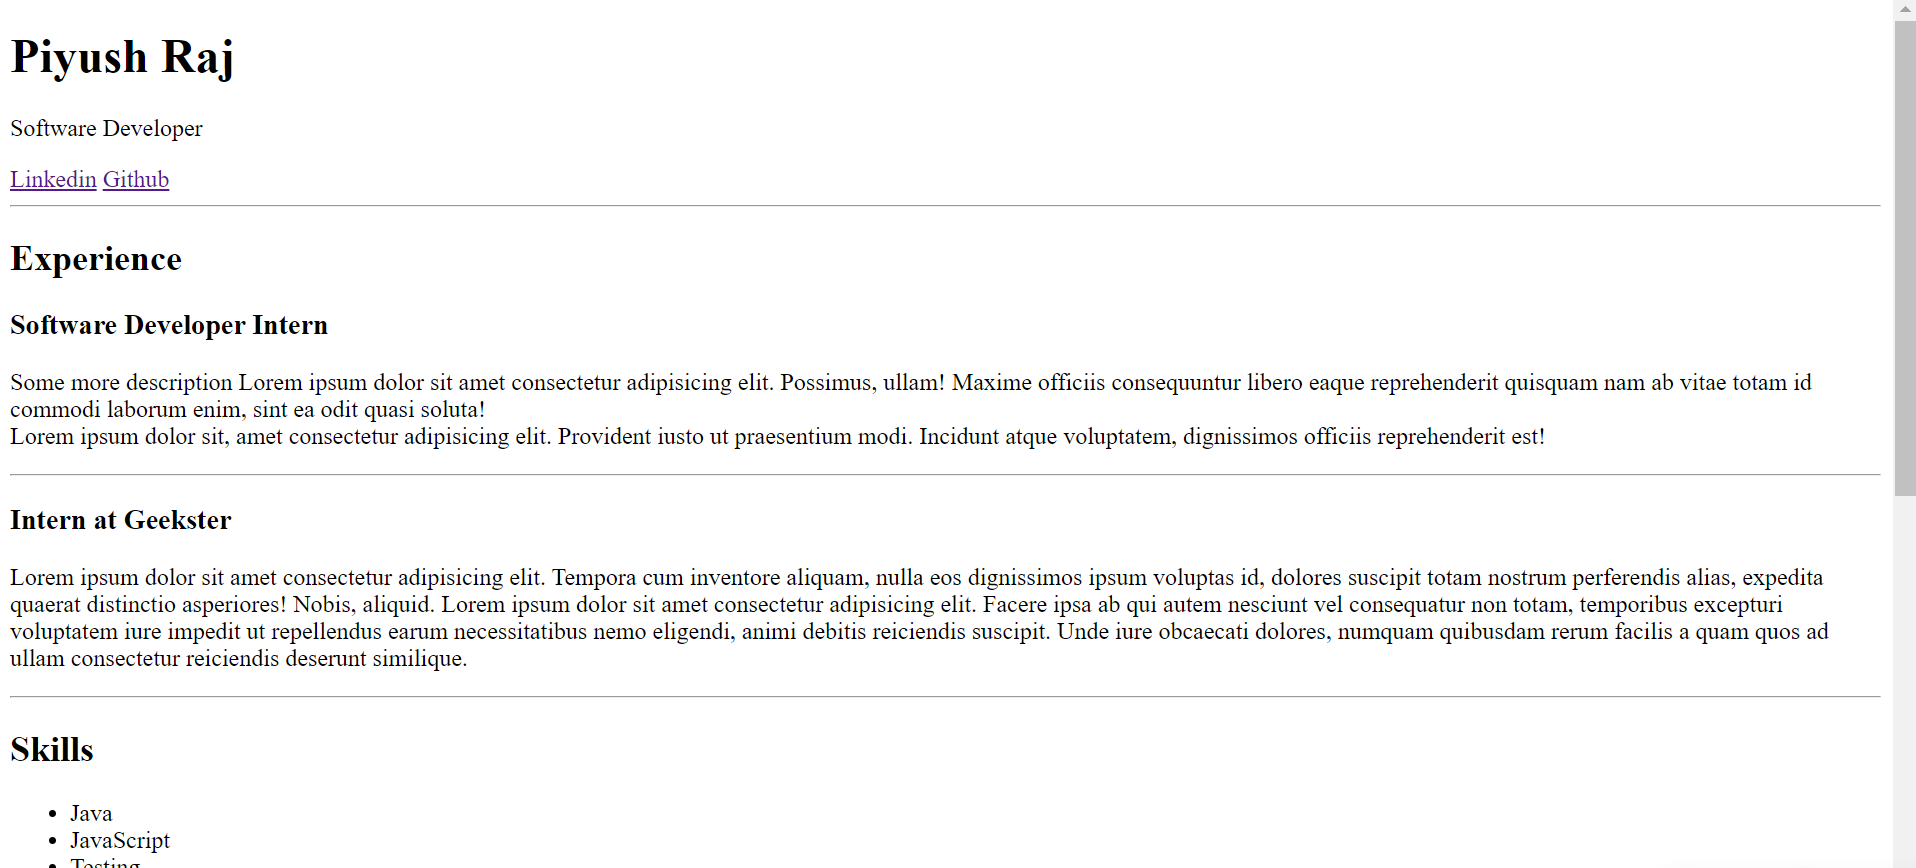 Piyush Raj
Software Developer
Linkedin Github
Experience
Software Developer Intern
Some more description Lorem ipsum dolor sit amet consectetur adipisicing elit. Possimus, ullam! Maxime officiis consequuntur libero eaque reprehenderit quisquam nam ab vitae totam id
commodi laborum enim, sint ea odit quasi soluta!
Lorem ipsum dolor sit, amet consectetur adipisicing elit. Provident iusto ut praesentium modi. Incidunt atque voluptatem, dignissimos officiis reprehenderit est!
Intern at Geekster
Lorem ipsum dolor sit amet consectetur adipisicing elit. Tempora cum inventore aliquam, nulla eos dignissimos ipsum voluptas id, dolores suscipit totam nostrum perferendis alias, expedita
quaerat distinctio asperiores! Nobis, aliquid. Lorem ipsum dolor sit amet consectetur adipisicing elit. Facere ipsa ab qui autem nesciunt vel consequatur non totam, temporibus excepturi
voluptatem iure impedit ut repellendus earum necessitatibus nemo eligendi, animi debitis reiciendis suscipit. Unde iure obcaecati dolores, numquam quibusdam rerum facilis a quam quos ad
ullam consectetur reiciendis deserunt similique.
Skills
• Java
• JavaScript
• Testing